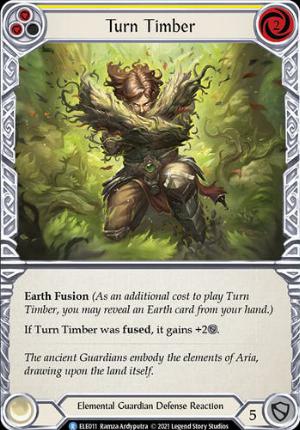 Turn Timber
2
Earth Fusion (As an additional cost to play Turn
Timber, you may reveal an Earth card from your hand.)
If Turn Timber was fused, it gains +2
The ancient Guardians embody the elements of Aria,
drawing upon the land itself.
Elemental Guardian Defense Reaction
5
R ELE011 Ramza Ardyputra © 2021 Legend Story Studios